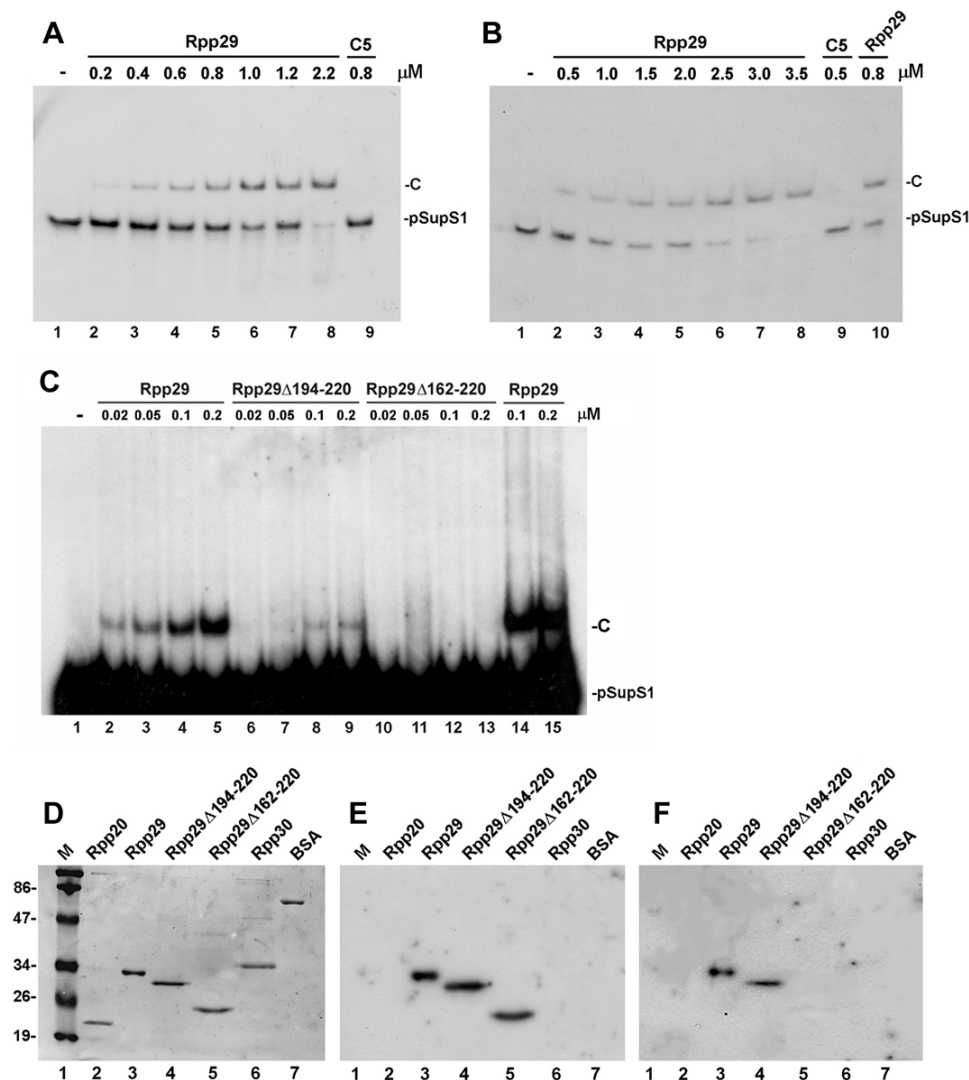 A
Rpp29 C5
- 0.2 0.4 0.6 0.8 1.0 1.2 2.2 0.8 μM
-C
-pSupS1
1 2 3 4 5 6 7 8 9
B
Rpp29 C5 Rpp29
- 0.5 1.0 1.5 2.0 2.5 3.0 3.5 0.5 0.8 μM
-C
-pSupS1
1 2 3 4 5 6 7 8 9 10
C
Rpp29 Rpp29Δ194-220 Rpp29Δ162-220 Rpp29
- 0.02 0.05 0.1 0.2 0.02 0.05 0.1 0.2 0.02 0.05 0.1 0.2 0.1 0.2 μM
-C
-pSupS1
1 2 3 4 5 6 7 8 9 10 11 12 13 14 15
D
M Rpp20 Rpp29 Rpp29Δ194-220 Rpp29Δ162-220 Rpp30 BSA
86-
47-
34-
26-
19-
1 2 3 4 5 6 7
E
M Rpp20 Rpp29 Rpp29Δ194-220 Rpp29Δ162-220 Rpp30 BSA
1 2 3 4 5 6 7
F
M Rpp20 Rpp29 Rpp29Δ194-220 Rpp29Δ162-220 Rpp30 BSA
1 2 3 4 5 6 7